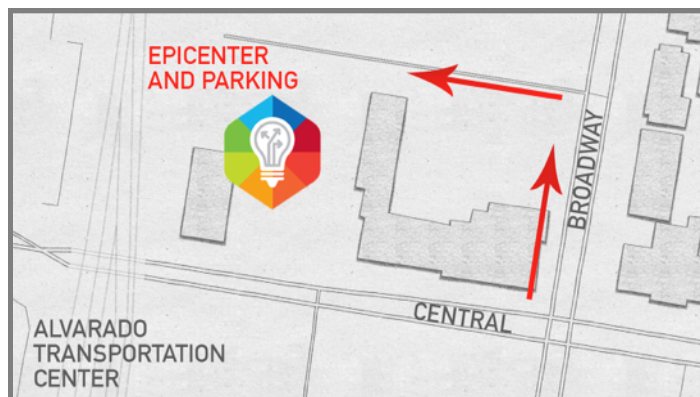 EPICENTER
AND PARKING
BROADWAY
CENTRAL
ALVARADO
TRANSPORTATION
CENTER